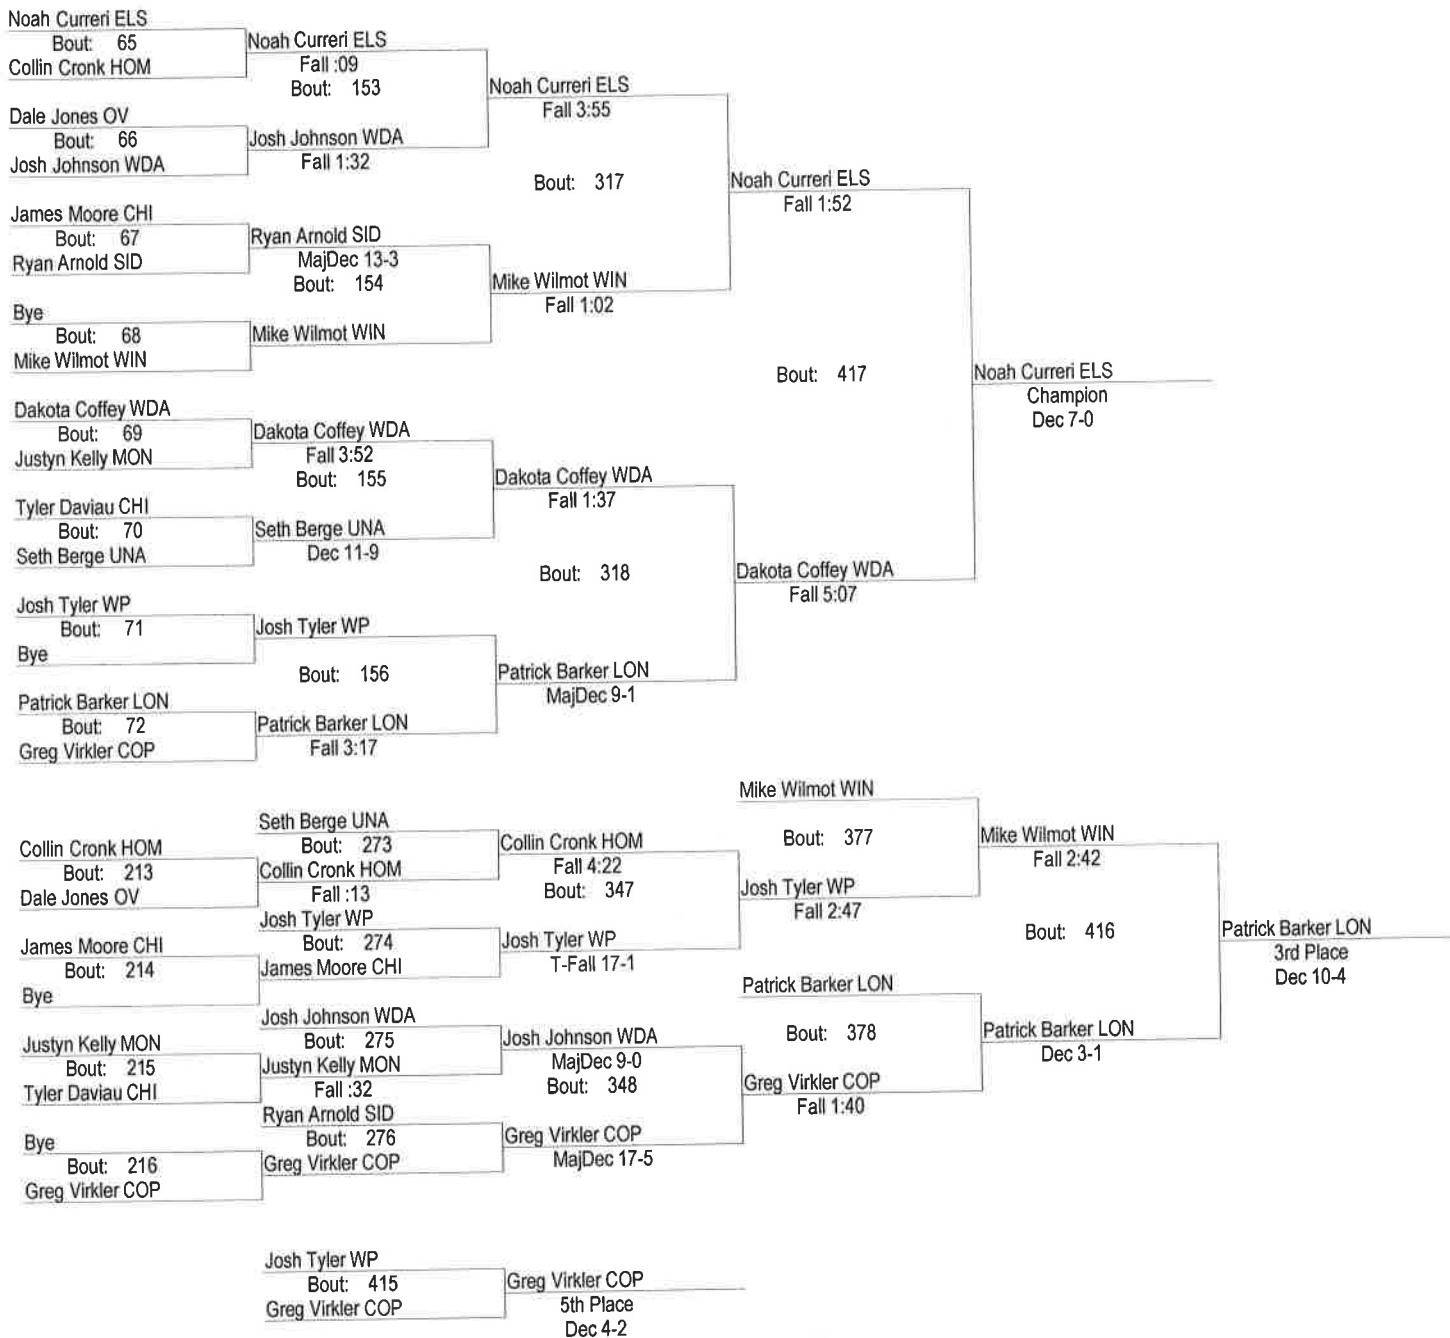 Noah Curreri ELS
Bout: 65
Collin Cronk HOM
Noah Curreri ELS
Fall :09
Bout: 153
Dale Jones OV
Bout: 66
Josh Johnson WDA
Josh Johnson WDA
Fall 1:32
Noah Curreri ELS
Fall 3:55
Bout: 317
James Moore CHI
Bout: 67
Ryan Arnold SID
Ryan Arnold SID
MajDec 13-3
Bout: 154
Bye
Bout: 68
Mike Wilmot WIN
Mike Wilmot WIN
Mike Wilmot WIN
Fall 1:02
Noah Curreri ELS
Fall 1:52
Bout: 417
Dakota Coffey WDA
Bout: 69
Justyn Kelly MON
Dakota Coffey WDA
Fall 3:52
Bout: 155
Tyler Daviau CHI
Bout: 70
Seth Berge UNA
Seth Berge UNA
Dec 11-9
Dakota Coffey WDA
Fall 1:37
Bout: 318
Josh Tyler WP
Bout: 71
Bye
Josh Tyler WP
Bout: 156
Patrick Barker LON
Bout: 72
Greg Virkler COP
Patrick Barker LON
Fall 3:17
Patrick Barker LON
MajDec 9-1
Dakota Coffey WDA
Fall 5:07
Noah Curreri ELS
Champion
Dec 7-0
Collin Cronk HOM
Bout: 213
Dale Jones OV
Seth Berge UNA
Bout: 273
Collin Cronk HOM
Fall :13
James Moore CHI
Bout: 214
Bye
Josh Tyler WP
Bout: 274
James Moore CHI
Collin Cronk HOM
Fall 4:22
Bout: 347
Josh Tyler WP
T-Fall 17-1
Mike Wilmot WIN
Bout: 377
Josh Tyler WP
Fall 2:47
Mike Wilmot WIN
Fall 2:42
Bout: 416
Justyn Kelly MON
Bout: 215
Tyler Daviau CHI
Josh Johnson WDA
Bout: 275
Justyn Kelly MON
Fall :32
Bye
Bout: 216
Greg Virkler COP
Ryan Arnold SID
Bout: 276
Greg Virkler COP
Josh Johnson WDA
MajDec 9-0
Bout: 348
Greg Virkler COP
MajDec 17-5
Patrick Barker LON
Bout: 378
Greg Virkler COP
Fall 1:40
Patrick Barker LON
Dec 3-1
Patrick Barker LON
3rd Place
Dec 10-4
Josh Tyler WP
Bout: 415
Greg Virkler COP
Greg Virkler COP
5th Place
Dec 4-2